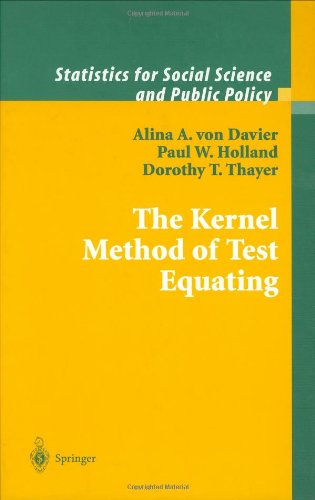 Statistics for Social Science
and Public Policy
Alina A. von Davier
Paul W. Holland
Dorothy T. Thayer
The Kernel
Method of Test
Equating
Springer